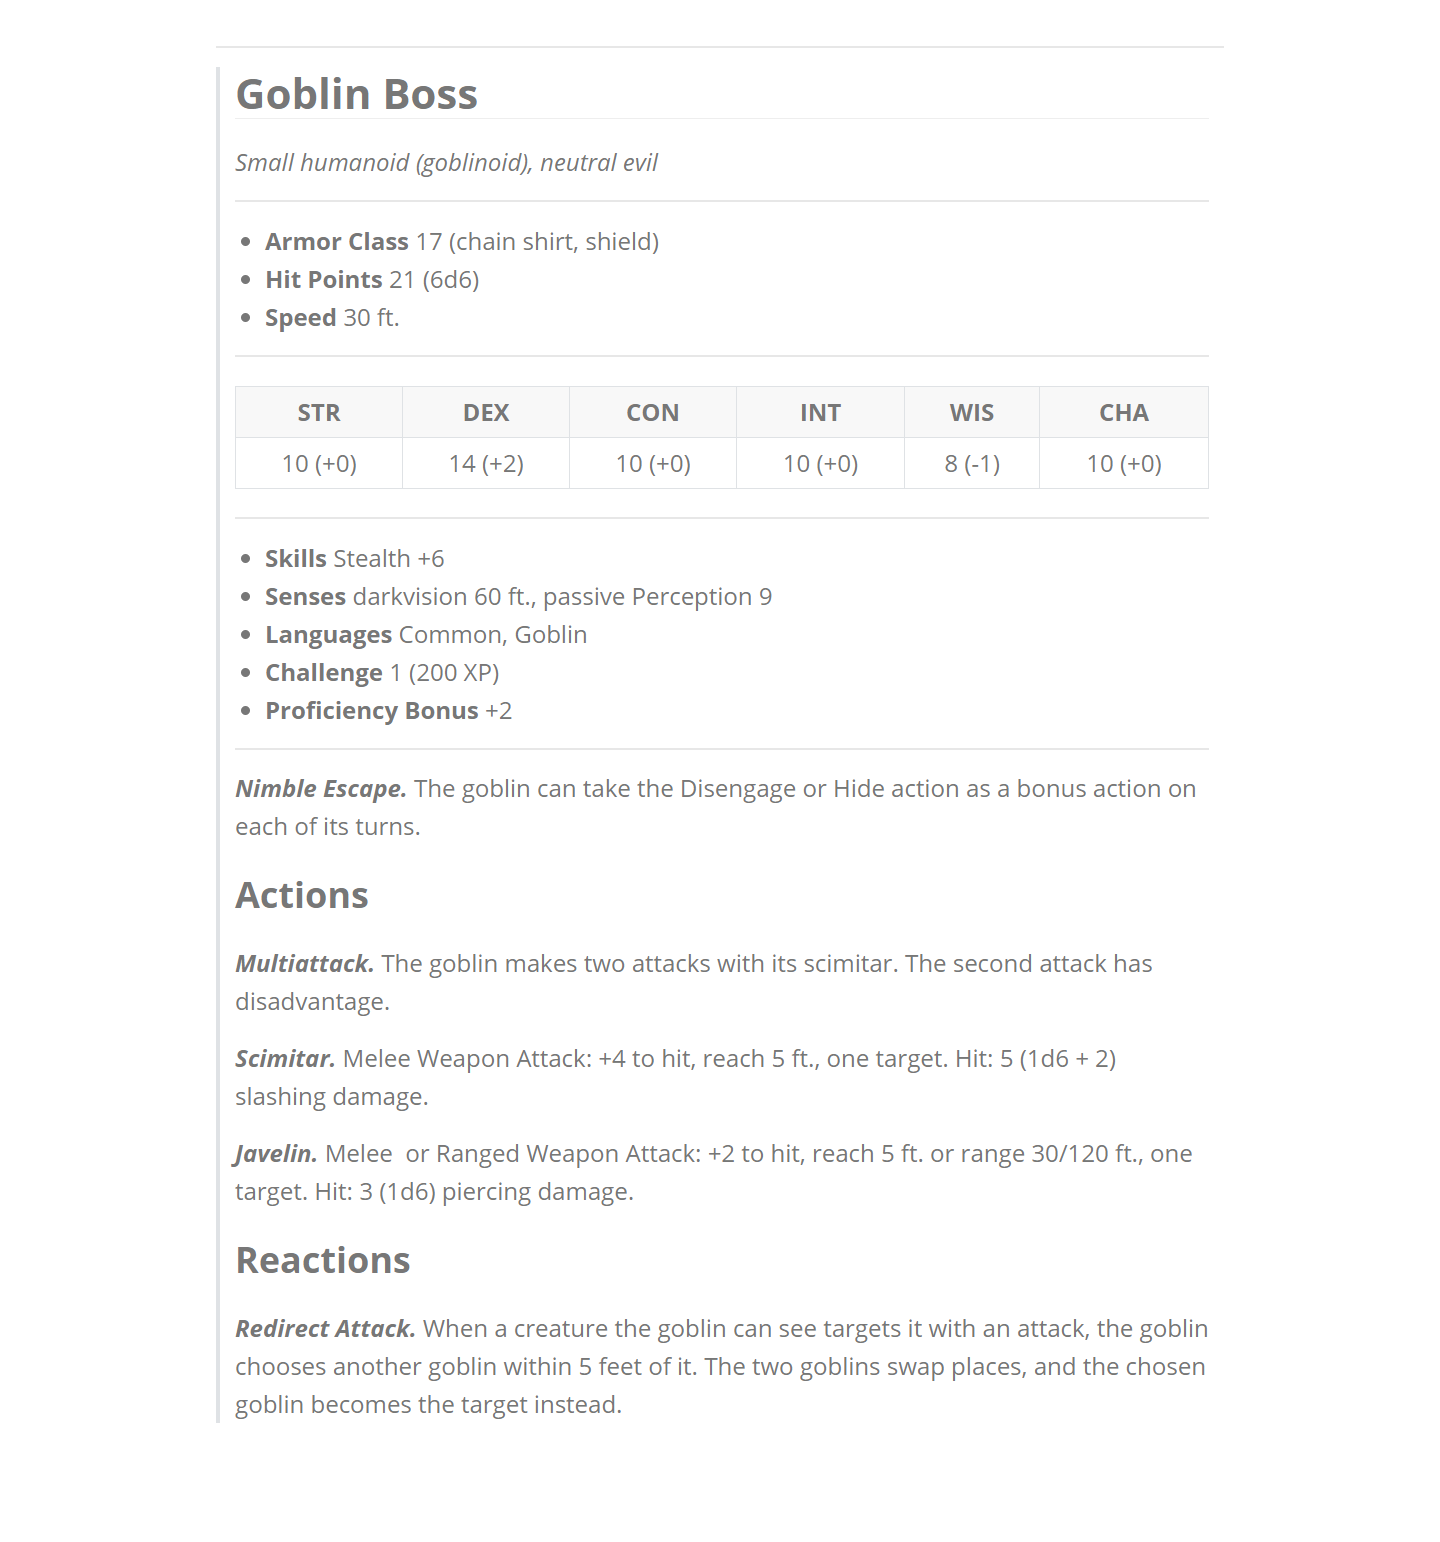 Goblin Boss
Small humanoid (goblinoid), neutral evil
Armor Class 17 (chain shirt, shield)
Hit Points 21 (6d6)
Speed 30 ft.
STR DEX CON INT WIS CHA
10 (+0) 14 (+2) 10 (+0) 10 (+0) 8 (-1) 10 (+0)
Skills Stealth +6
Senses darkvision 60 ft., passive Perception 9
Languages Common, Goblin
Challenge 1 (200 XP)
Proficiency Bonus +2
Nimble Escape. The goblin can take the Disengage or Hide action as a bonus action on
each of its turns.
Actions
Multiattack. The goblin makes two attacks with its scimitar. The second attack has
disadvantage.
Scimitar. Melee Weapon Attack: +4 to hit, reach 5 ft., one target. Hit: 5 (1d6 + 2)
slashing damage.
Javelin. Melee  or Ranged Weapon Attack: +2 to hit, reach 5 ft. or range 30/120 ft., one
target. Hit: 3 (1d6) piercing damage.
Reactions
Redirect Attack. When a creature the goblin can see targets it with an attack, the goblin
chooses another goblin within 5 feet of it. The two goblins swap places, and the chosen
goblin becomes the target instead.